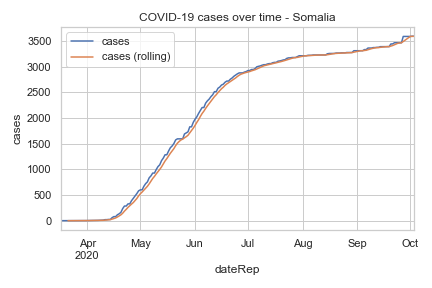 COVID-19 cases over time - Somalia
cases
cases (rolling)
3500
3000
2500
2000
1500
1000
500
0
cases
Apr
2020
May
Jun
Jul
Aug
Sep
Oct
dateRep